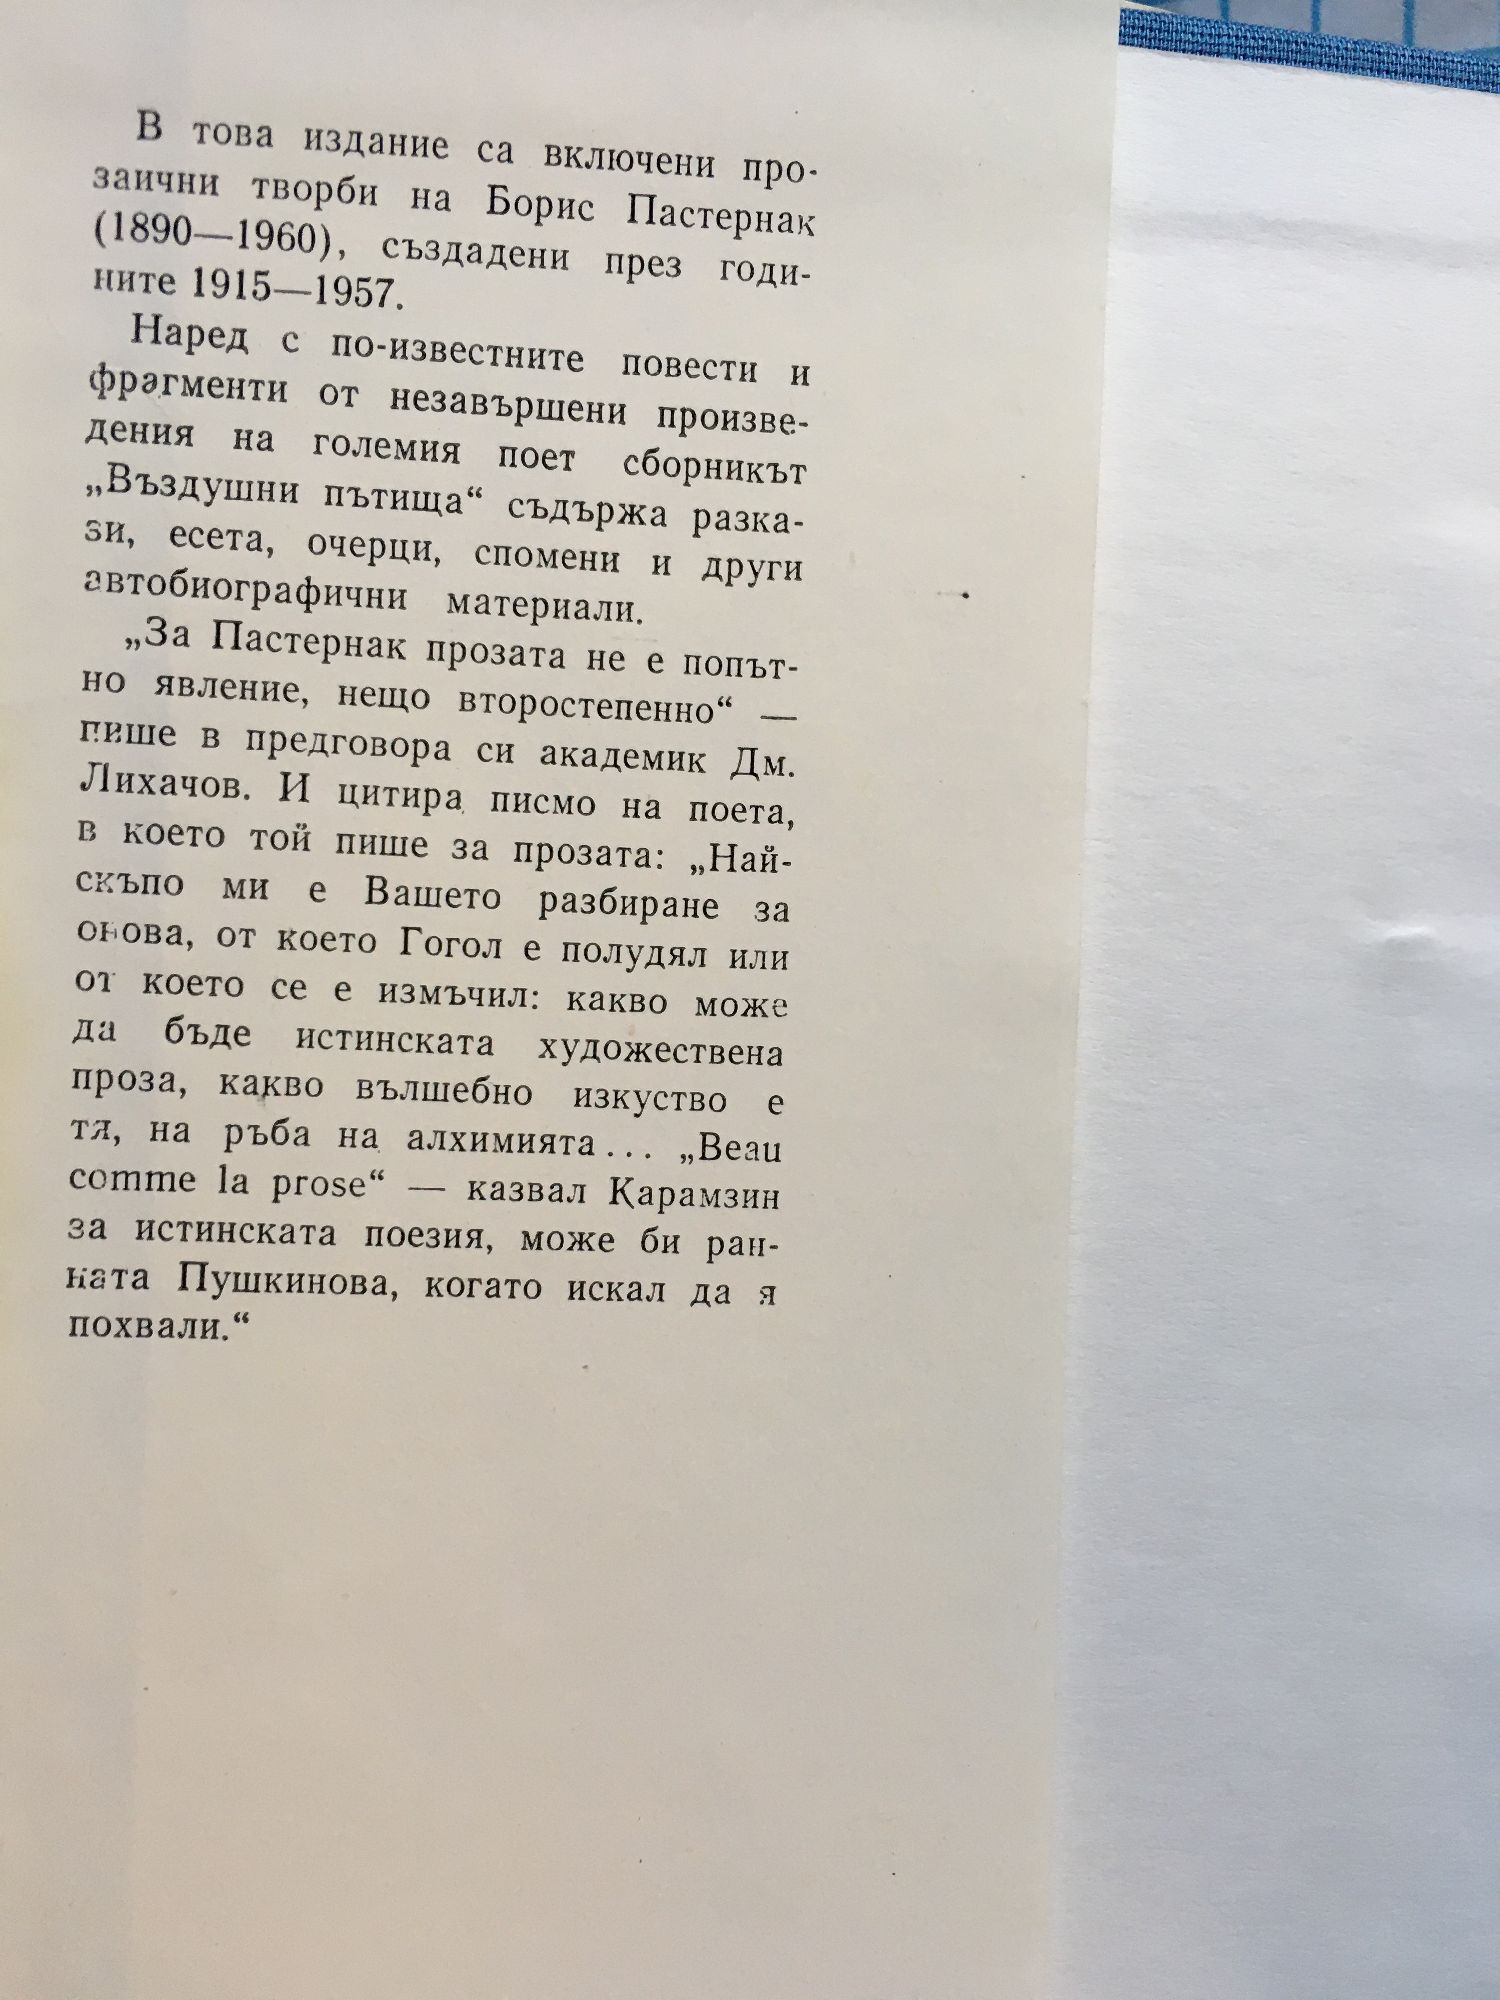 В това издание са включени про-
заични творби на Борис Пастернак
(1890—1960), създадени през годи-
ните 1915—1957.
Наред с по-известните повести и
фрагменти от незавършени произве-
дения на големия поет сборникът
„Въздушни пътища“ съдържа разка-
зи, есета, очерци, спомени и други
автобиографични материали.
„За Пастернак прозата не е попът-
но явление, нещо второстепенно“ —
пише в предговора си академик Дм.
Лихачов. И цитира писмо на поета,
в което той пише за прозата: „Най-
скъпо ми е Вашето разбиране за
онова, от което Гогол е полудял или
от което се е измъчил: какво може
да бъде истинската художествена
проза, какво вълшебно изкуство е
тя, на ръба на алхимията... „Beau
comme la prose“ — казвал Карамзин
за истинската поезия, може би ран-
ната Пушкинова, когато искал да я
похвали.“